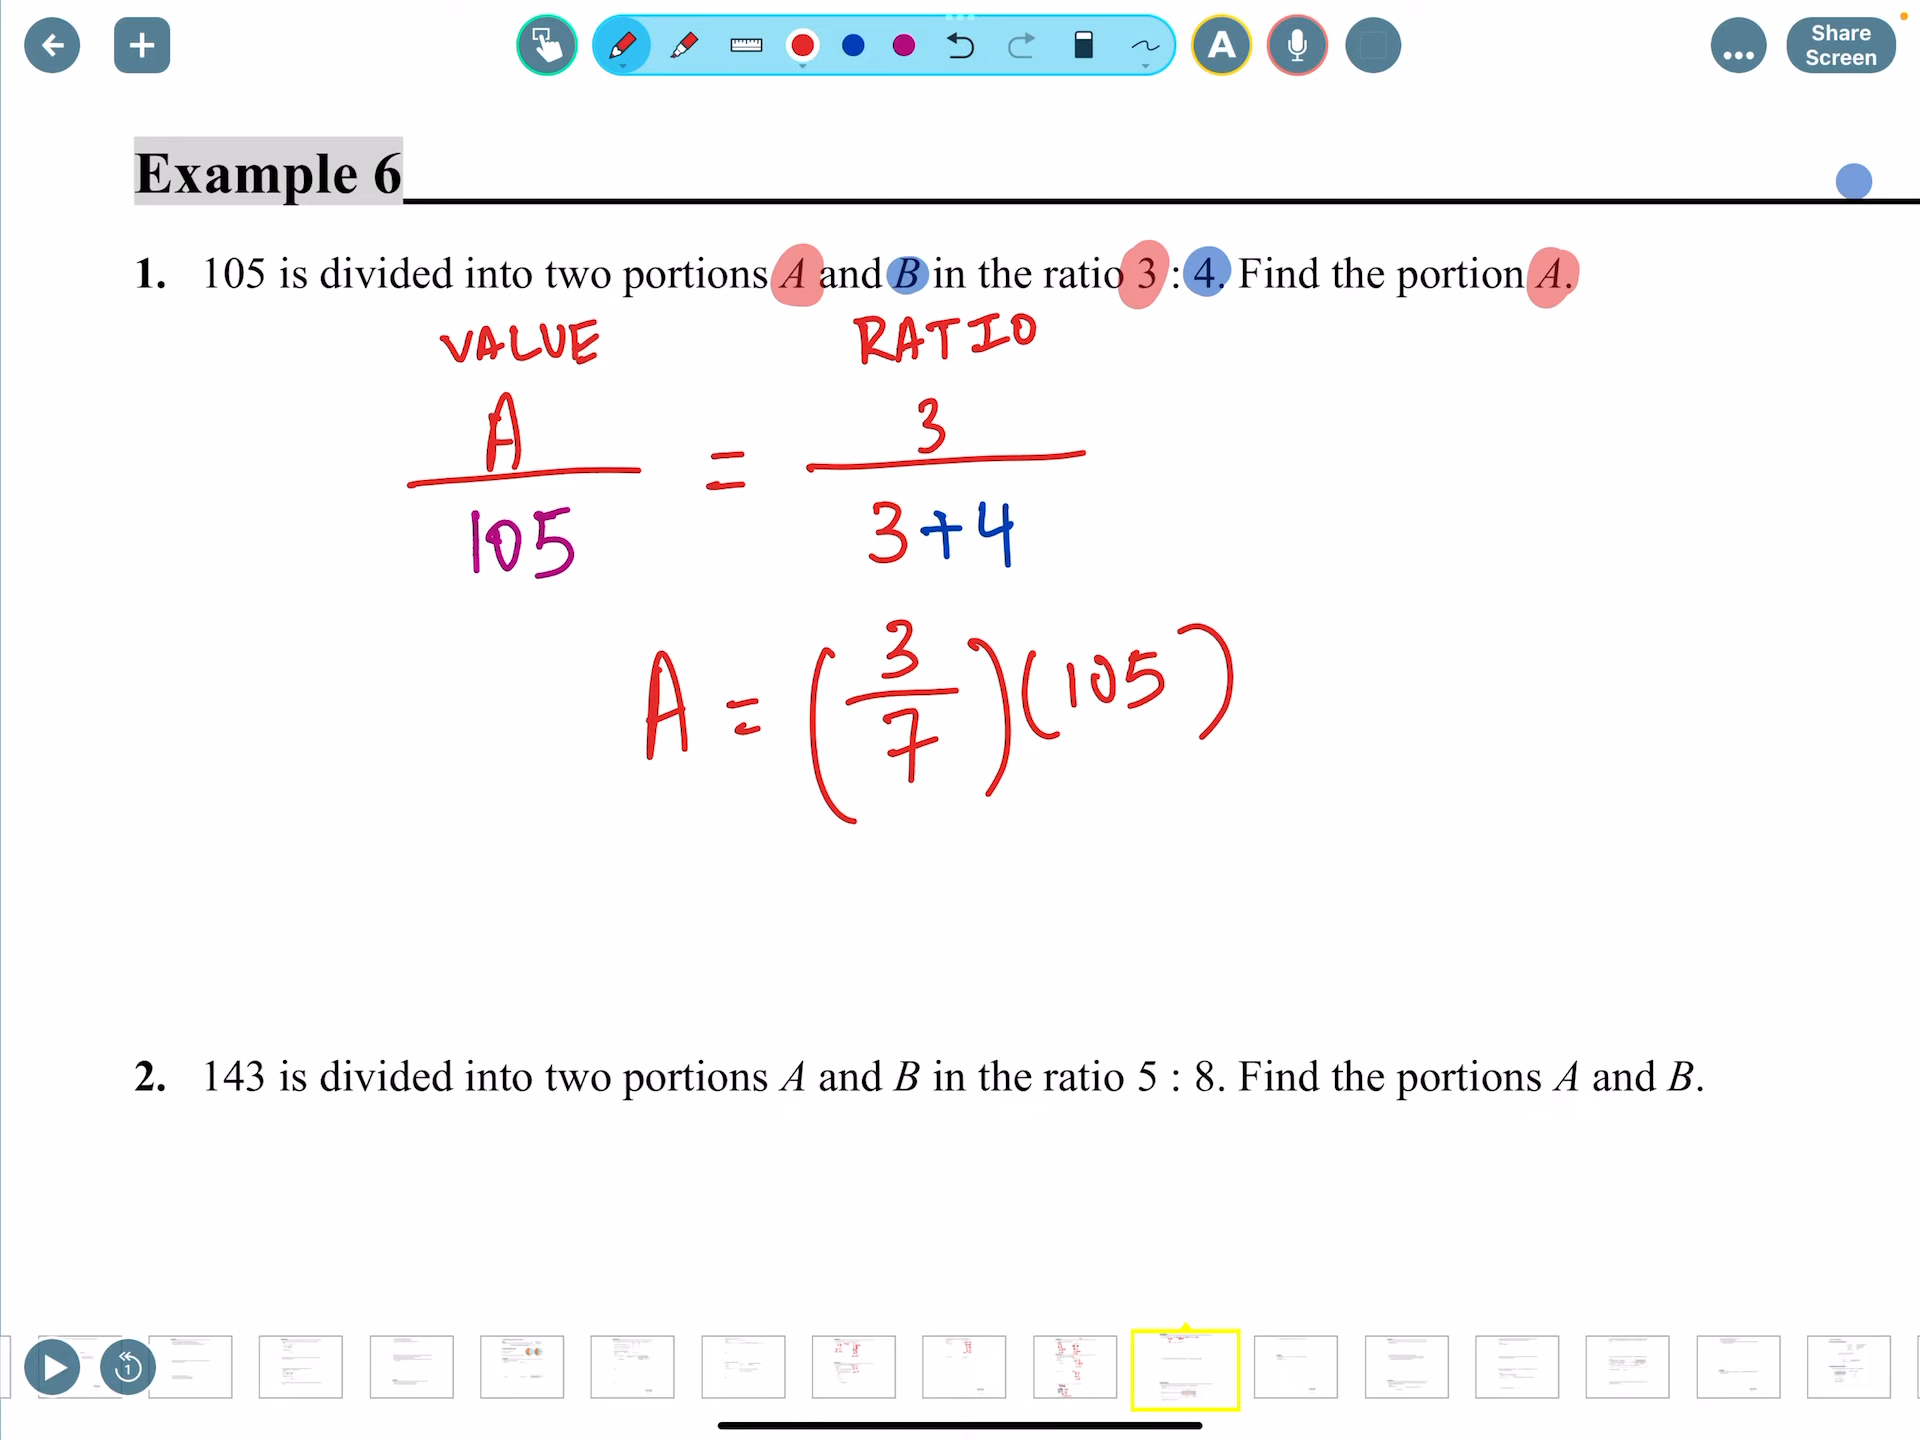 Share
Screen
A
Example 6
1. 105 is divided into two portions A and B in the ratio 3 : 4. Find the portion A.
VALUE RATIO
A / 105 = 3 / 3+4
A = (3/7)(105)
2. 143 is divided into two portions A and B in the ratio 5 : 8. Find the portions A and B.
1